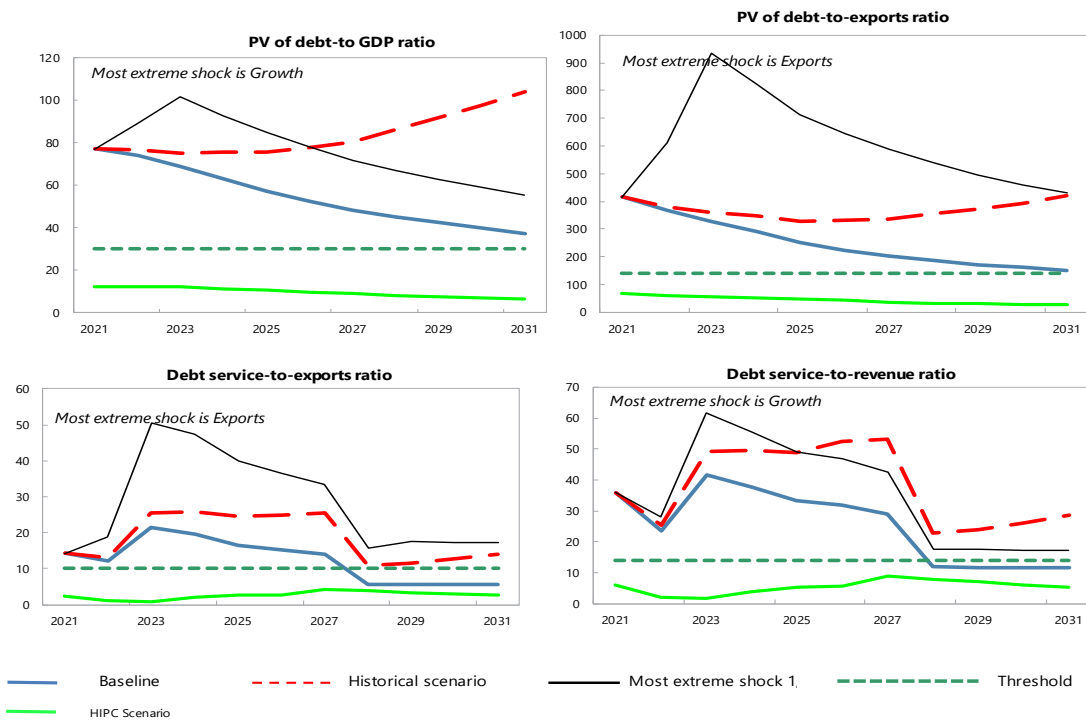 PV of debt-to GDP ratio
Most extreme shock is Growth
120
100
80
60
40
20
0
2021 2023 2025 2027 2029 2031
PV of debt-to-exports ratio
Most extreme shock is Exports
1000
900
800
700
600
500
400
300
200
100
0
2021 2023 2025 2027 2029 2031
Debt service-to-exports ratio
Most extreme shock is Exports
60
50
40
30
20
10
0
2021 2023 2025 2027 2029 2031
Debt service-to-revenue ratio
Most extreme shock is Growth
70
60
50
40
30
20
10
0
2021 2023 2025 2027 2029 2031
Baseline Historical scenario Most extreme shock 1, Threshold
HIPC Scenario